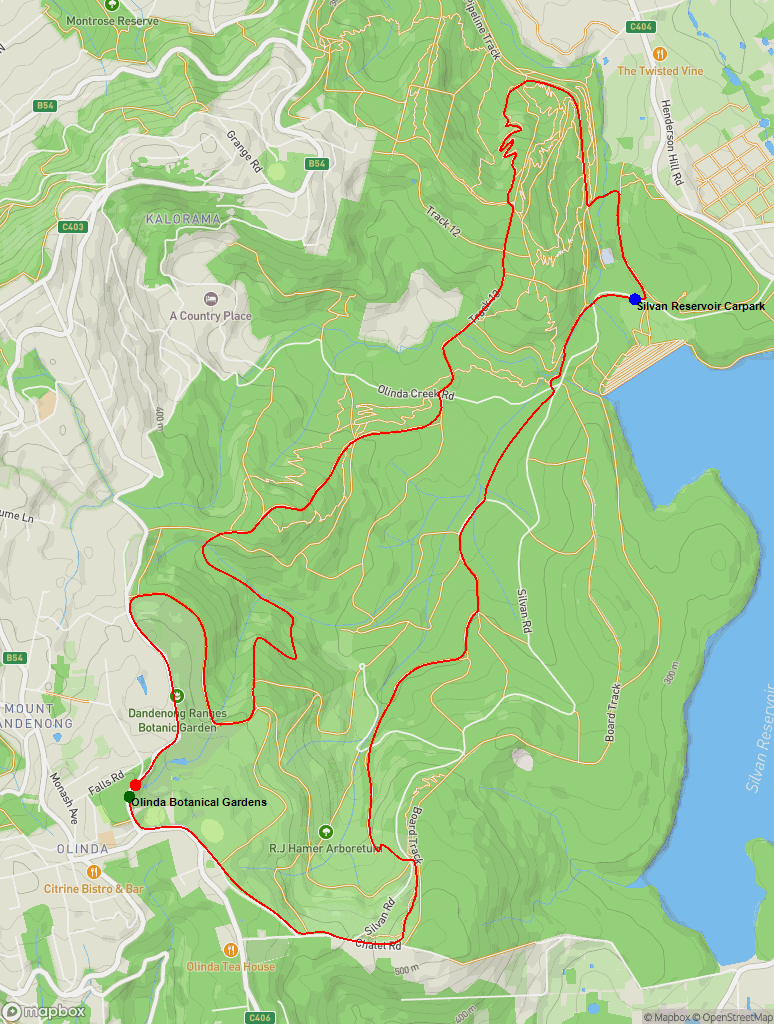 Montrose Reserve
Pipeline Track
C404
The Twisted Vine
B54
Henderson Hill Rd
Grange Rd
B54
KALORAMA
Track 12
C403
A Country Place
Track 13
Silvan Reservoir Carpark
Olinda Creek Rd
400 m
urne Ln
Silvan Rd
B54
300 m
MOUNT
ANDENONG
Dandenong Ranges
Botanic Garden
Board Track
Silvan Reservoir
Falls Rd
Monash Ave
Olinda Botanical Gardens
Board Track
OLINDA
R.J Hamer Arboretum
Citrine Bistro & Bar
Silvan Rd
Chalet Rd
Olinda Tea House
500 m
400 m
C406
mapbox
© Mapbox © OpenStreetMap